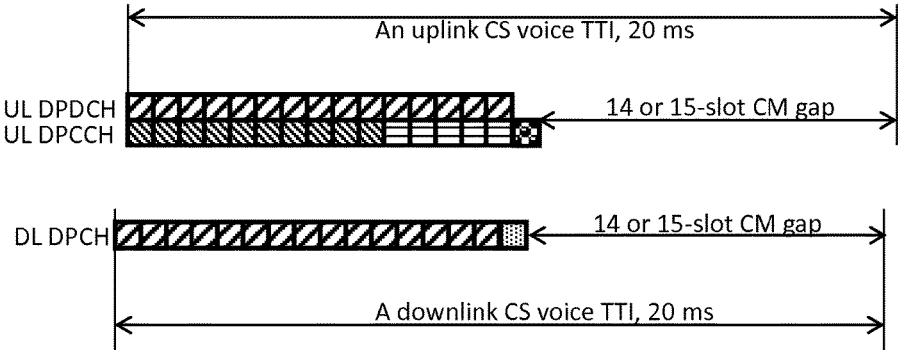 An uplink CS voice TTI, 20 ms
UL DPDCH
14 or 15-slot CM gap
UL DPCCH
DL DPCH
14 or 15-slot CM gap
A downlink CS voice TTI, 20 ms